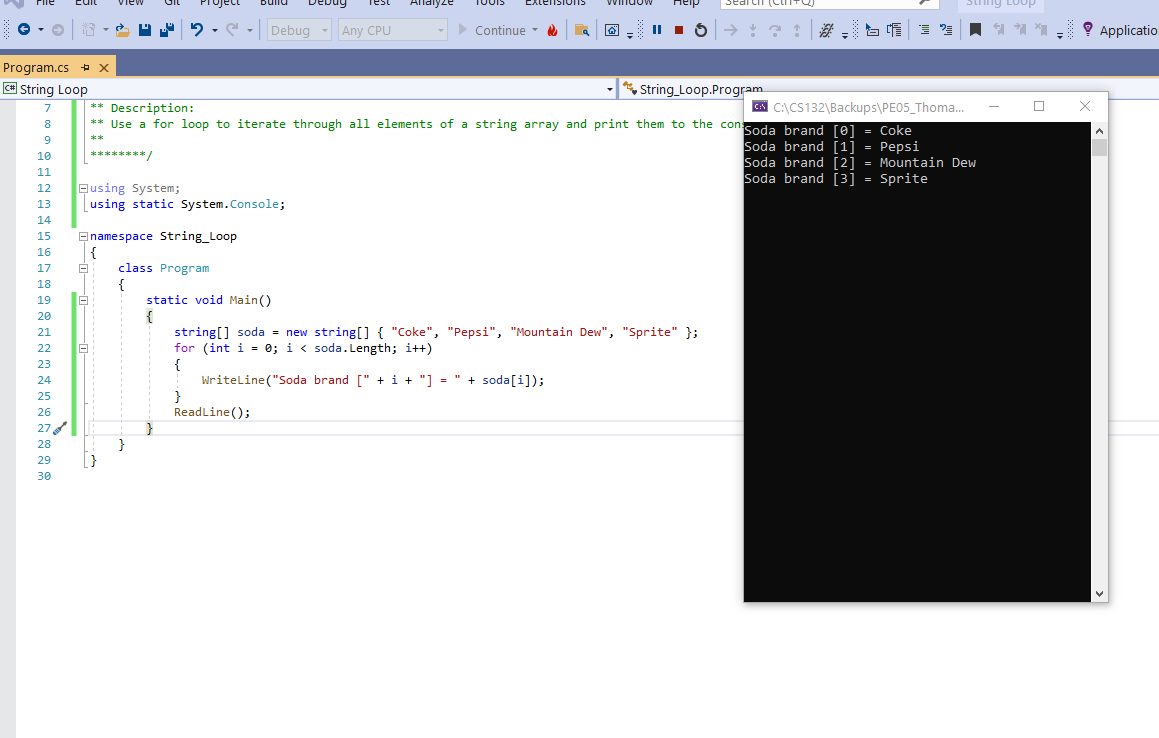 File Edit View Git Project Build Debug Test Analyze Tools Extensions Window Help Search (Ctrl+Q) String Loop
Debug Any CPU Continue
Program.cs
C# String Loop String_Loop.Program
7 ** Description:
8 ** Use a for loop to iterate through all elements of a string array and print them to the con
9 **
10 ********/
11
12 using System;
13 using static System.Console;
14
15 namespace String_Loop
16 {
17 class Program
18 {
19 static void Main()
20 {
21 string[] soda = new string[] { "Coke", "Pepsi", "Mountain Dew", "Sprite" };
22 for (int i = 0; i < soda.Length; i++)
23 {
24 WriteLine("Soda brand [" + i + "] = " + soda[i]);
25 }
26 ReadLine();
27 }
28 }
29 }
30
C:\CS132\Backups\PE05_Thoma...
Soda brand [0] = Coke
Soda brand [1] = Pepsi
Soda brand [2] = Mountain Dew
Soda brand [3] = Sprite